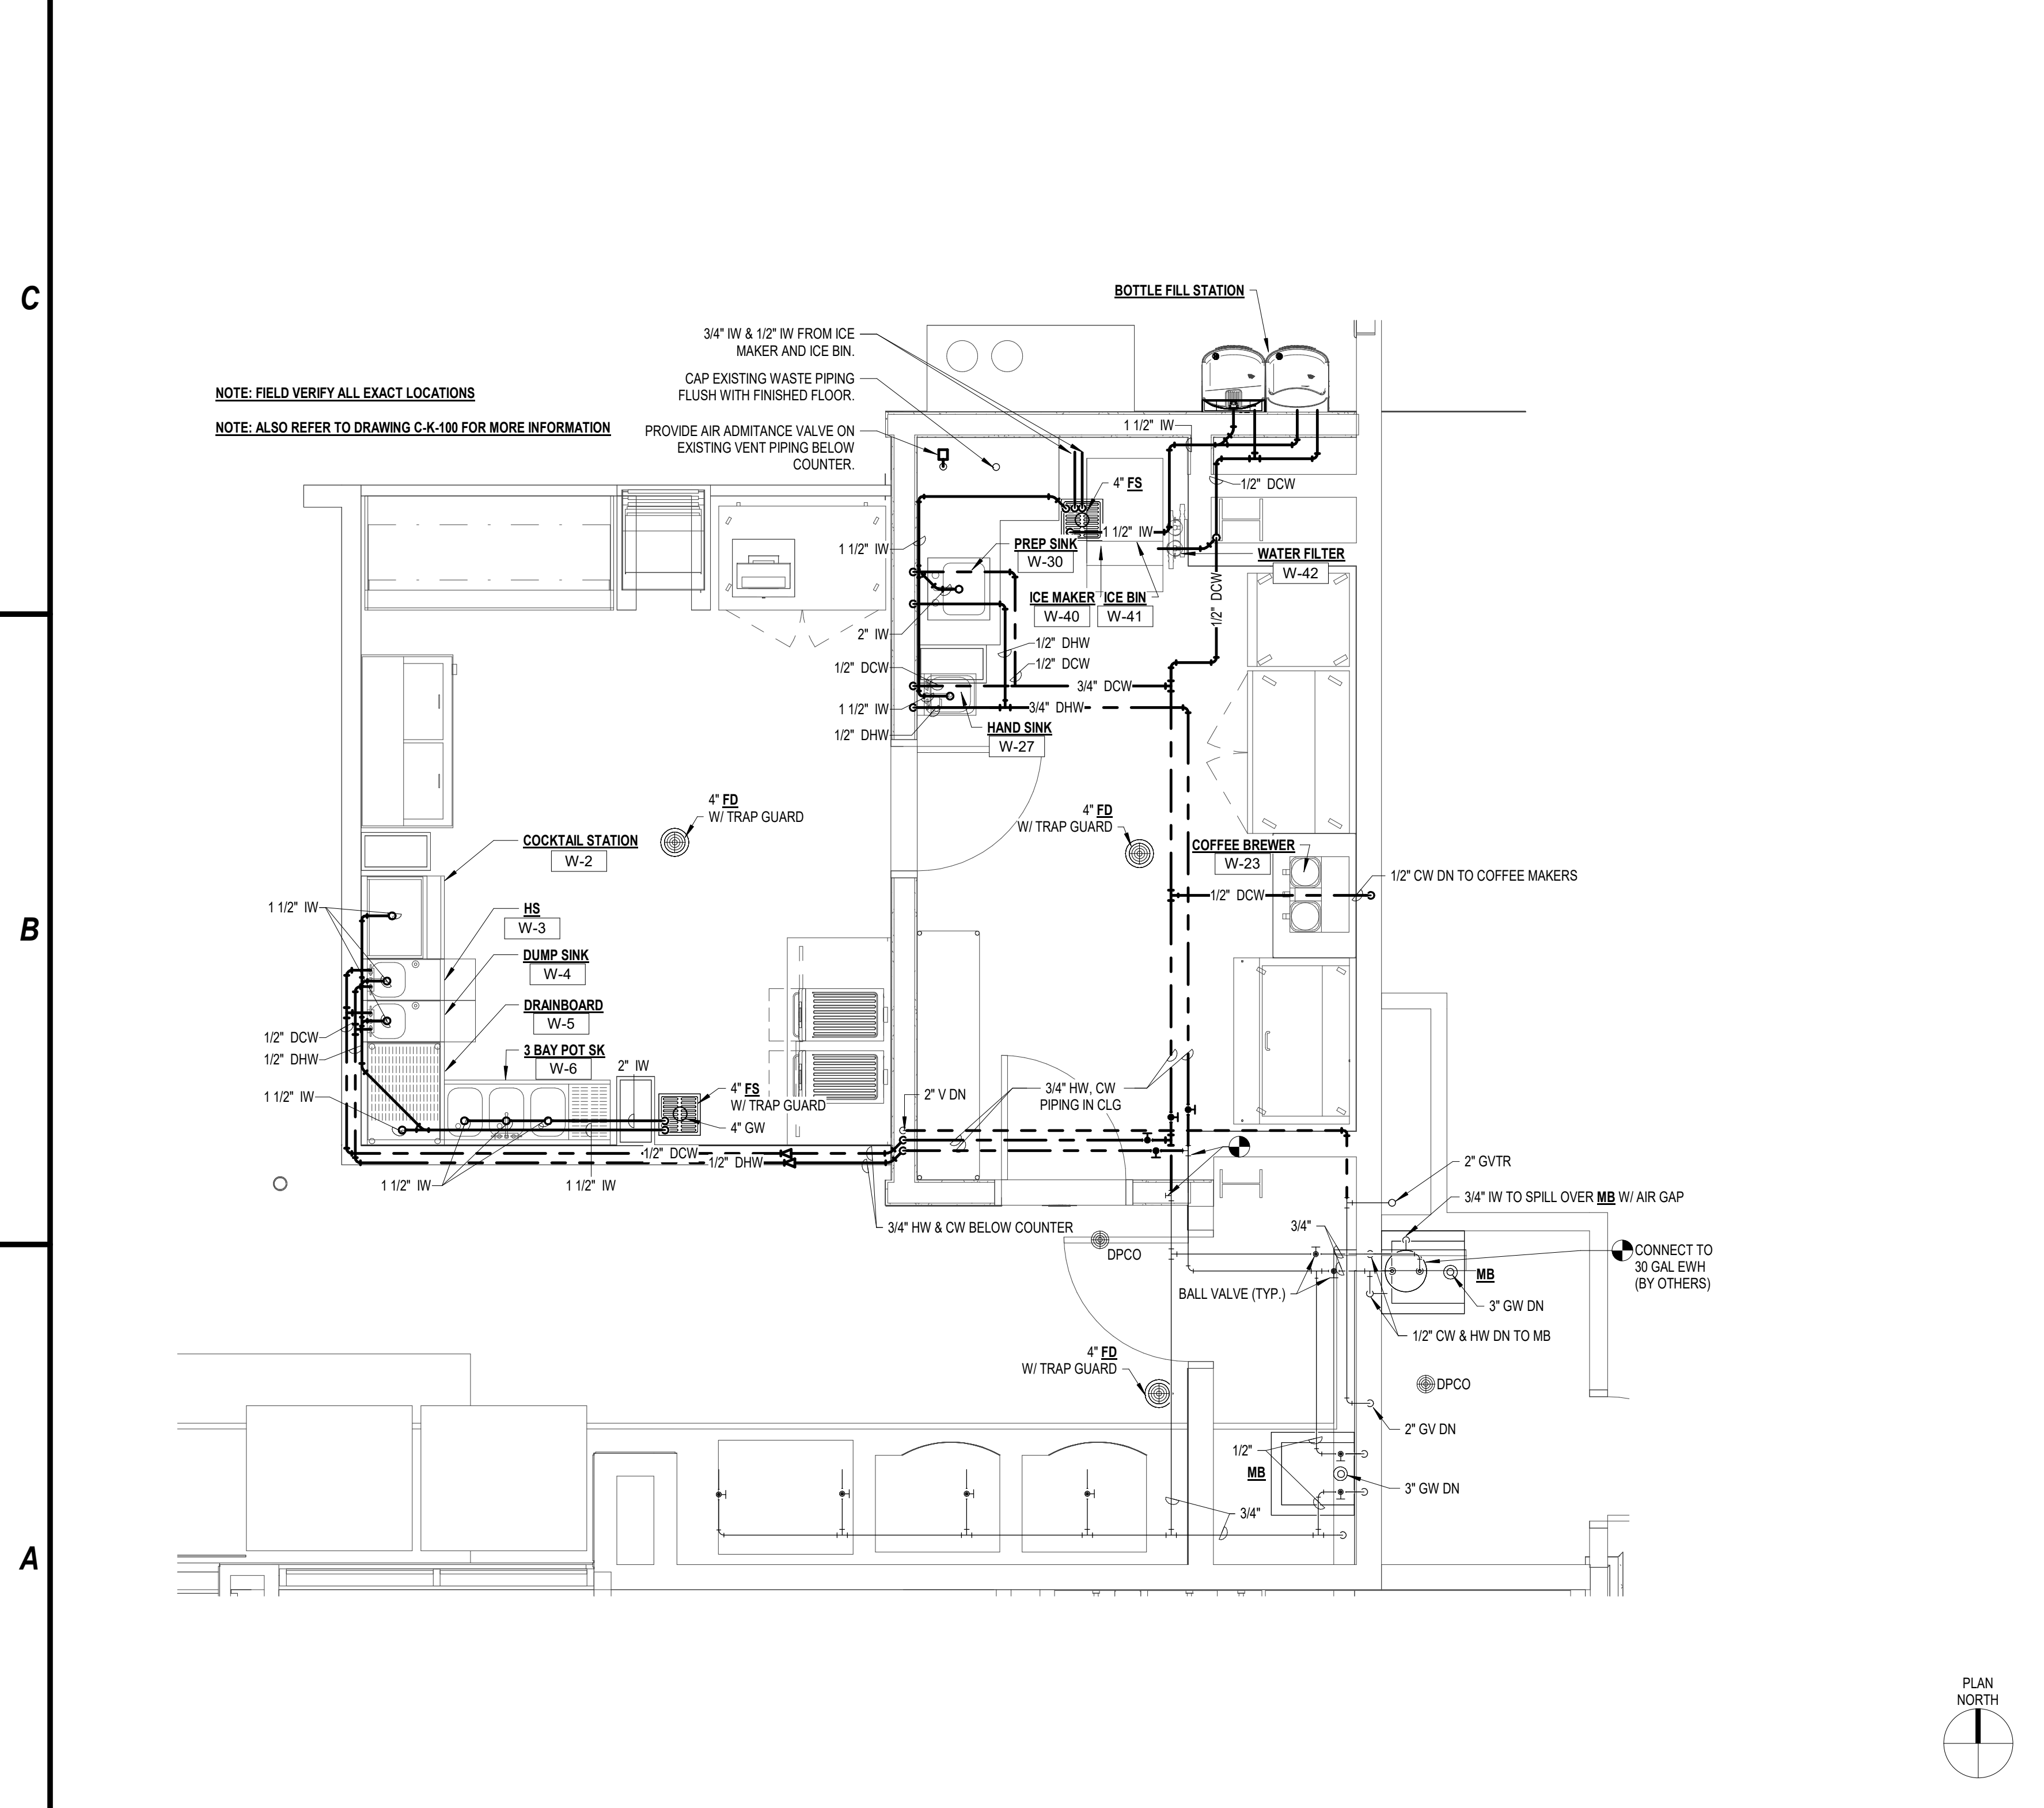 C
BOTTLE FILL STATION
3/4" IW & 1/2" IW FROM ICE
MAKER AND ICE BIN.
CAP EXISTING WASTE PIPING
FLUSH WITH FINISHED FLOOR.
NOTE: FIELD VERIFY ALL EXACT LOCATIONS
NOTE: ALSO REFER TO DRAWING C-K-100 FOR MORE INFORMATION
PROVIDE AIR ADMITANCE VALVE ON
EXISTING VENT PIPING BELOW
COUNTER.
1 1/2" IW
1/2" DCW
4" FS
1 1/2" IW
1 1/2" IW
PREP SINK
W-30
WATER FILTER
W-42
1/2" DCW
ICE MAKER
W-40
ICE BIN
W-41
2" IW
1/2" DHW
1/2" DCW
1/2" DCW
3/4" DCW
1 1/2" IW
3/4" DHW
1/2" DHW
HAND SINK
W-27
4" FD
W/ TRAP GUARD
4" FD
W/ TRAP GUARD
B
COCKTAIL STATION
W-2
COFFEE BREWER
W-23
1/2" CW DN TO COFFEE MAKERS
1/2" DCW
1 1/2" IW
HS
W-3
DUMP SINK
W-4
DRAINBOARD
W-5
1/2" DCW
1/2" DHW
3 BAY POT SK
W-6
2" IW
1 1/2" IW
4" FS
W/ TRAP GUARD
4" GW
2" V DN
3/4" HW, CW
PIPING IN CLG
1/2" DCW
1/2" DHW
1 1/2" IW
1 1/2" IW
2" GVTR
3/4" IW TO SPILL OVER MB W/ AIR GAP
3/4" HW & CW BELOW COUNTER
3/4"
DPCO
CONNECT TO
30 GAL EWH
(BY OTHERS)
MB
BALL VALVE (TYP.)
3" GW DN
1/2" CW & HW DN TO MB
4" FD
W/ TRAP GUARD
DPCO
2" GV DN
1/2"
MB
3" GW DN
3/4"
A
PLAN
NORTH